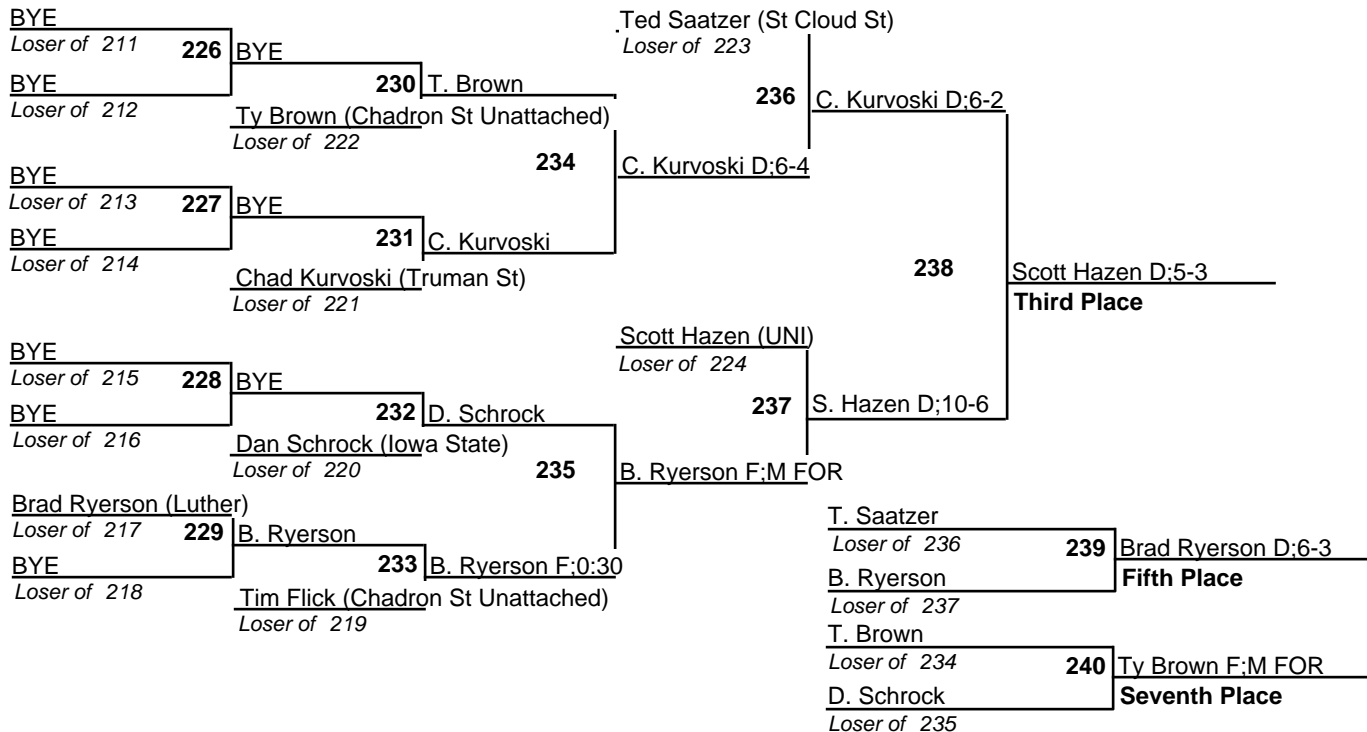 BYE
Loser of 211
226
BYE
BYE
Loser of 212
230
T. Brown
Ty Brown (Chadron St Unattached)
Loser of 222
BYE
Loser of 213
227
BYE
BYE
Loser of 214
231
C. Kurvoski
Chad Kurvoski (Truman St)
Loser of 221
234
C. Kurvoski D;6-4
Ted Saatzer (St Cloud St)
Loser of 223
236
C. Kurvoski D;6-2
BYE
Loser of 215
228
BYE
BYE
Loser of 216
232
D. Schrock
Dan Schrock (Iowa State)
Loser of 220
Brad Ryerson (Luther)
Loser of 217
229
B. Ryerson
BYE
Loser of 218
233
B. Ryerson F;0:30
Tim Flick (Chadron St Unattached)
Loser of 219
235
B. Ryerson F;M FOR
Scott Hazen (UNI)
Loser of 224
237
S. Hazen D;10-6
238
Scott Hazen D;5-3
Third Place
T. Saatzer
Loser of 236
239
Brad Ryerson D;6-3
Fifth Place
B. Ryerson
Loser of 237
T. Brown
Loser of 234
240
Ty Brown F;M FOR
Seventh Place
D. Schrock
Loser of 235